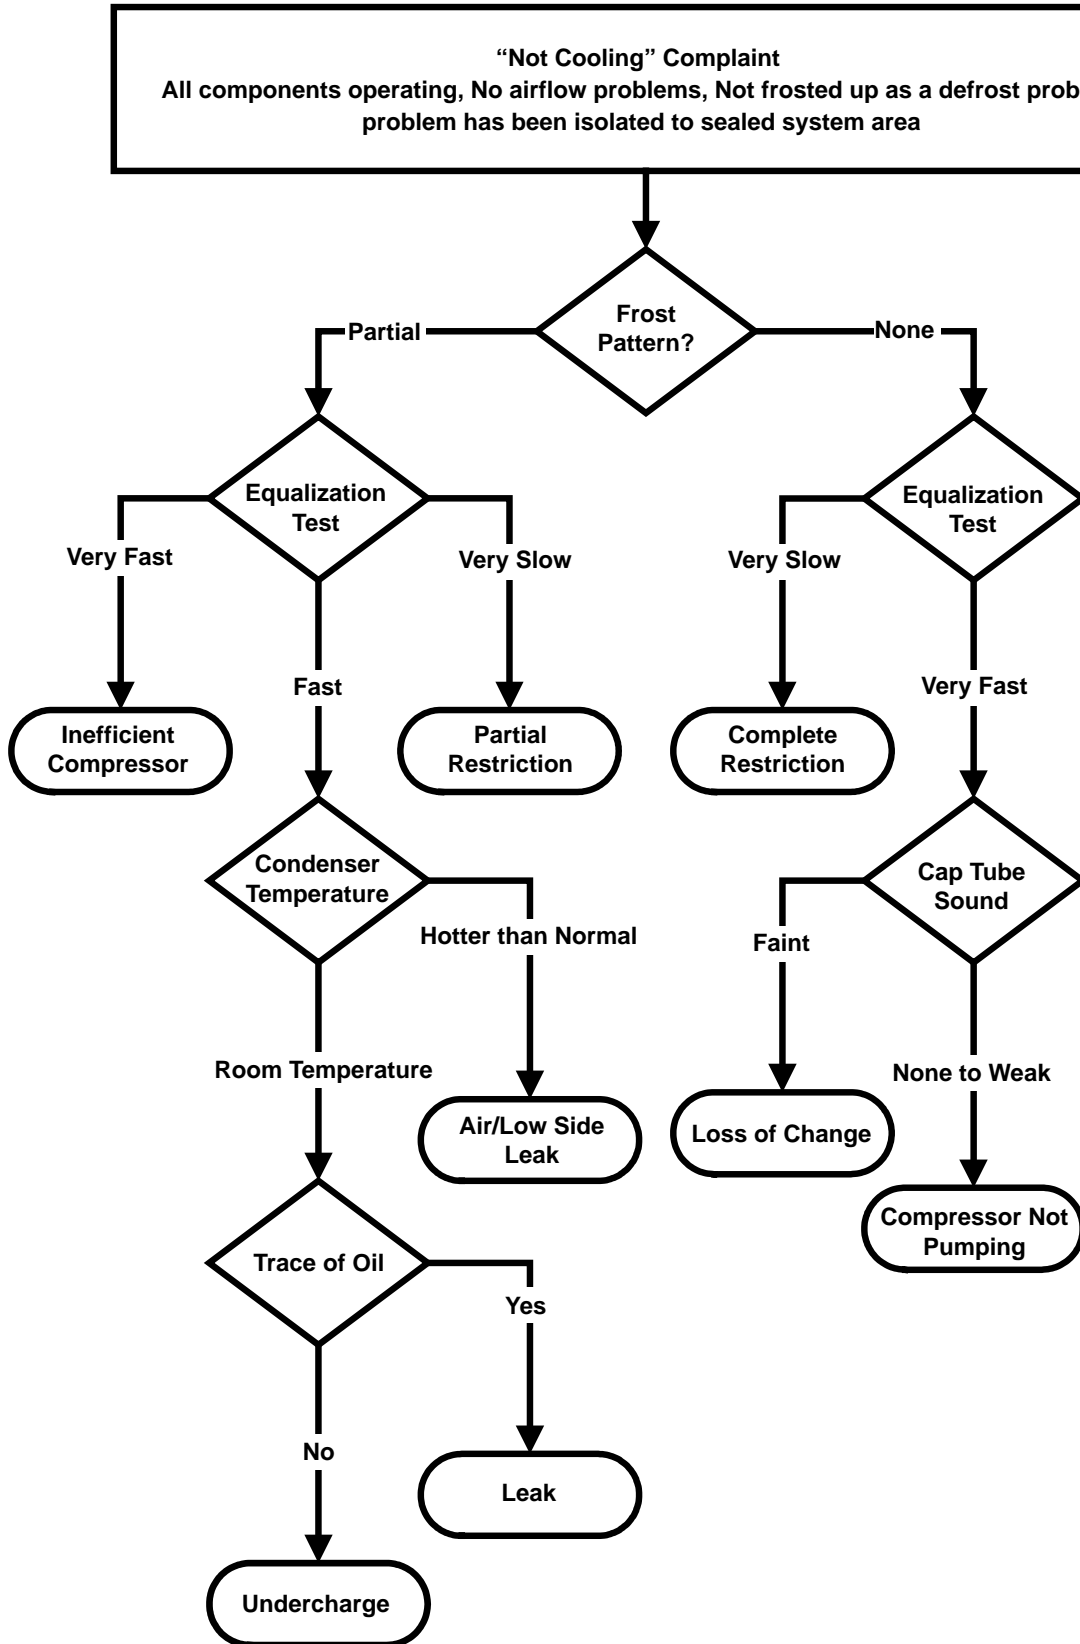 “Not Cooling” Complaint
All components operating, No airflow problems, Not frosted up as a defrost
problem has been isolated to sealed system area
Frost
Pattern?
Partial
None
Equalization
Test
Equalization
Test
Very Fast
Very Slow
Very Slow
Fast
Very Fast
Inefficient
Compressor
Partial
Restriction
Complete
Restriction
Condenser
Temperature
Cap Tube
Sound
Hotter than Normal
Faint
Room Temperature
None to Weak
Air/Low Side
Leak
Loss of Change
Compressor Not
Pumping
Trace of Oil
Yes
No
Leak
Undercharge